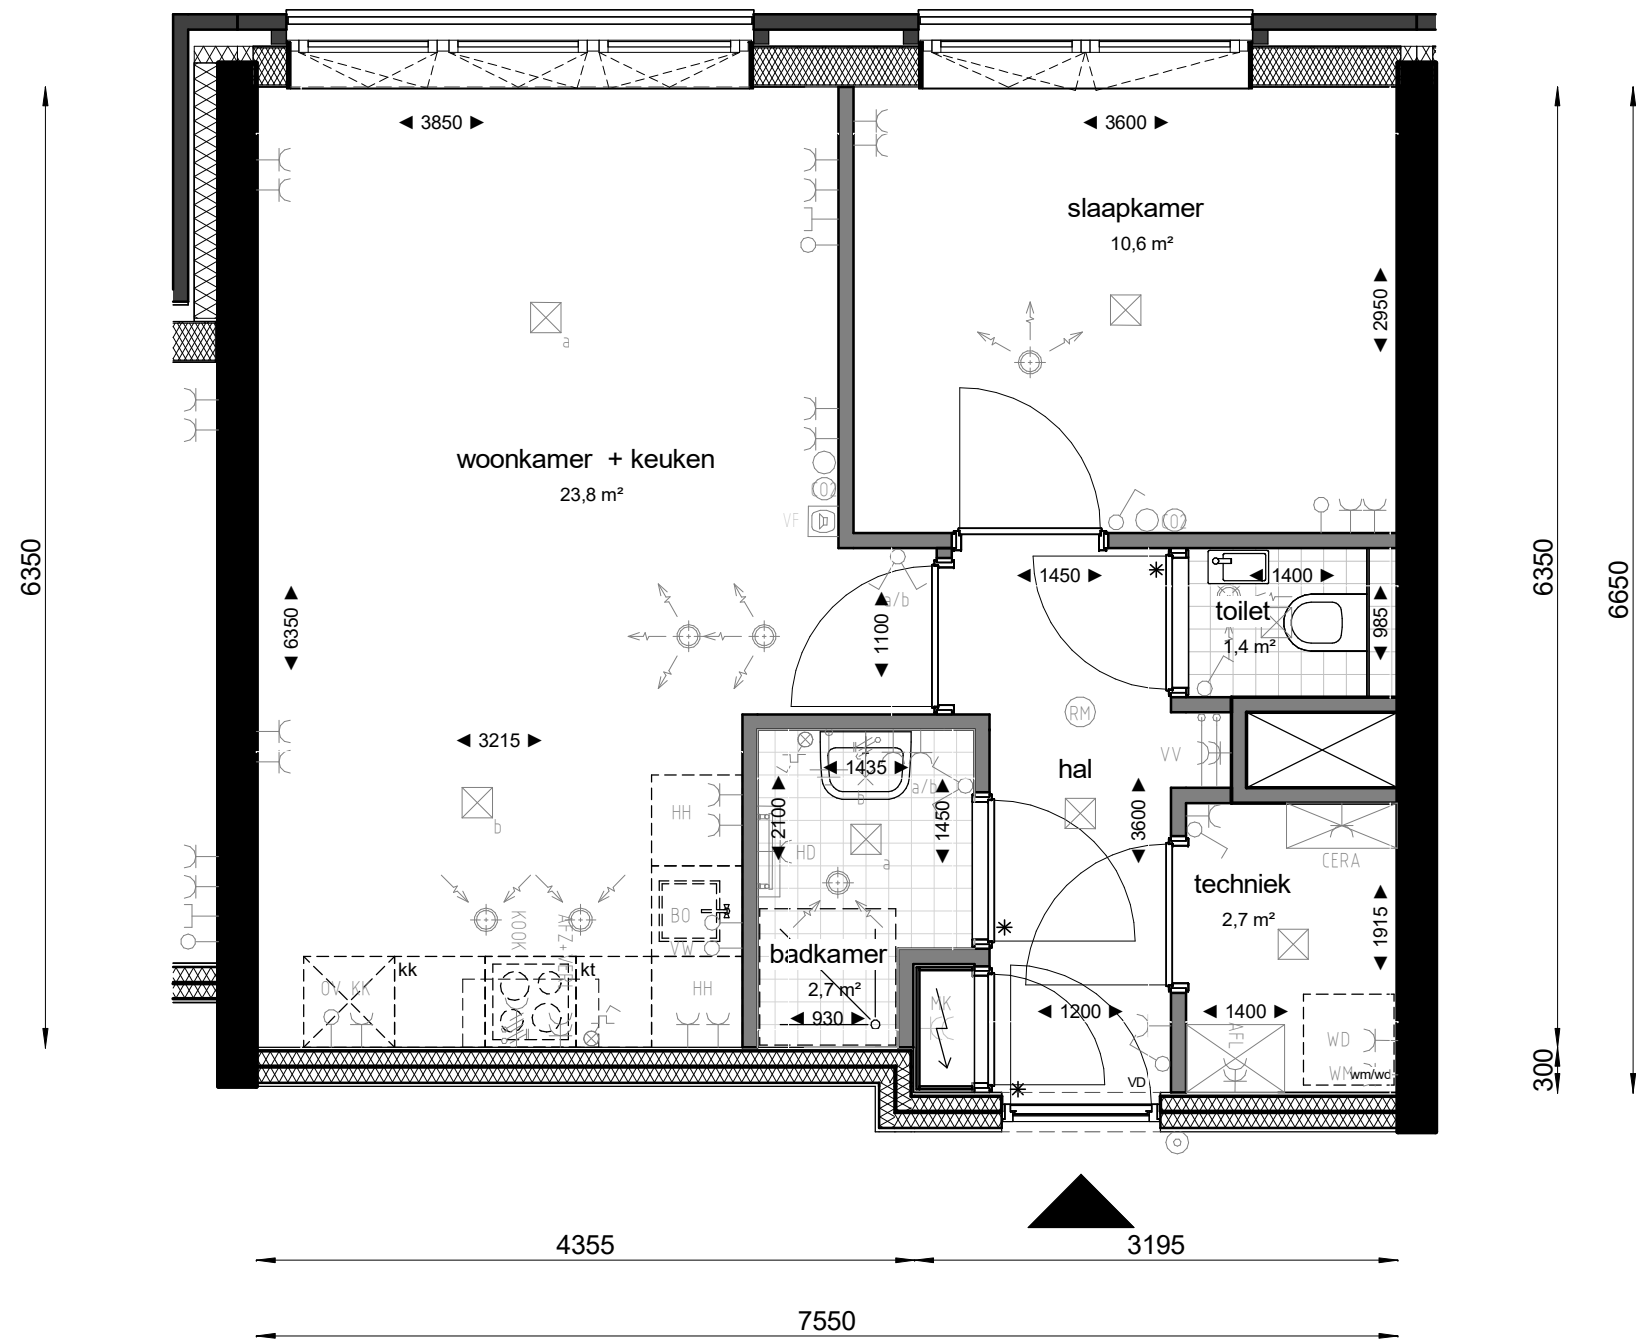 ◄ 3850 ►
◄ 3600 ►
slaapkamer
10,6 m²
◄ 2950 ►
a
woonkamer + keuken
23,8 m²
CO2
VF
CO2
6350
6350
6650
◄ 6350 ►
◄ 1450 ►
◄ 1400 ►
a/b
◄ 1100 ►
toilet
1,4 m²
◄ 985 ►
RM
◄ 3215 ►
VV
hal
◄ 1435 ►
a/b
b
◄ 2100 ►
◄ 1450 ►
◄ 3600 ►
HH
b
HD
a
CERA
techniek
2,7 m²
◄ 1915 ►
KOOK
BO
VW
badkamer
2,7 m²
◄ 930 ►
kk
kt
OV KK
HH
MK
◄ 1200 ►
◄ 1400 ►
AFL
WD
WM
wm/wd
VD
300
4355
3195
7550